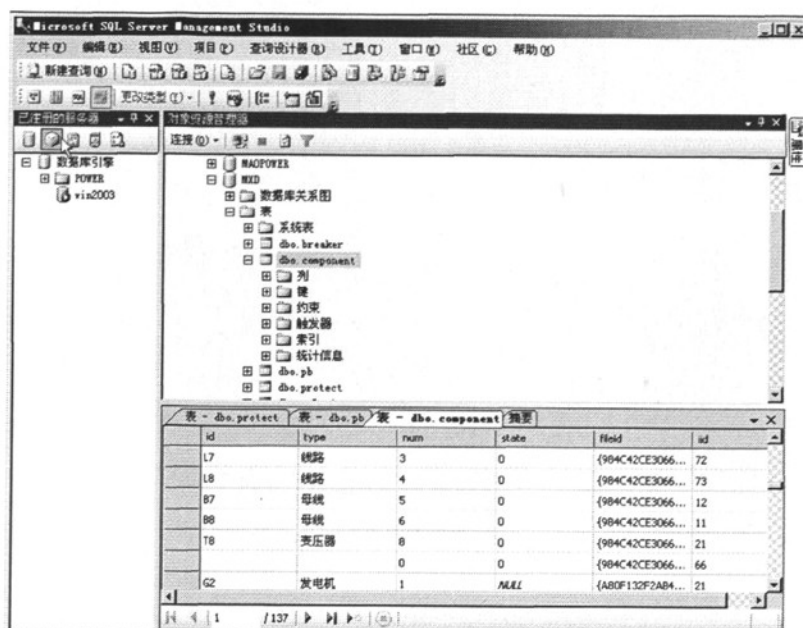 Microsoft SQL Server Management Studio
文件(F) 编辑(E) 视图(V) 项目(P) 查询设计器(R) 工具(T) 窗口(W) 社区(C) 帮助(H)
新建查询(N)
更改类型(Y)
已注册的服务器
数据库引擎
POWER
win2003
对象资源管理器
连接(O)
MAOPOWER
MXD
数据库关系图
表
系统表
dbo.breaker
dbo.component
列
键
约束
触发器
索引
统计信息
dbo.pb
dbo.protect
表 - dbo.protect 表 - dbo.pb 表 - dbo.component 摘要
id type num state fileid iid
L7 线路 3 0 {984C42CE3066... 72
L8 线路 4 0 {984C42CE3066... 73
B7 母线 5 0 {984C42CE3066... 12
B8 母线 6 0 {984C42CE3066... 11
T8 变压器 8 0 {984C42CE3066... 21
0 0 {984C42CE3066... 66
G2 发电机 1 NULL {A80F132F2AB4... 21
1 /137